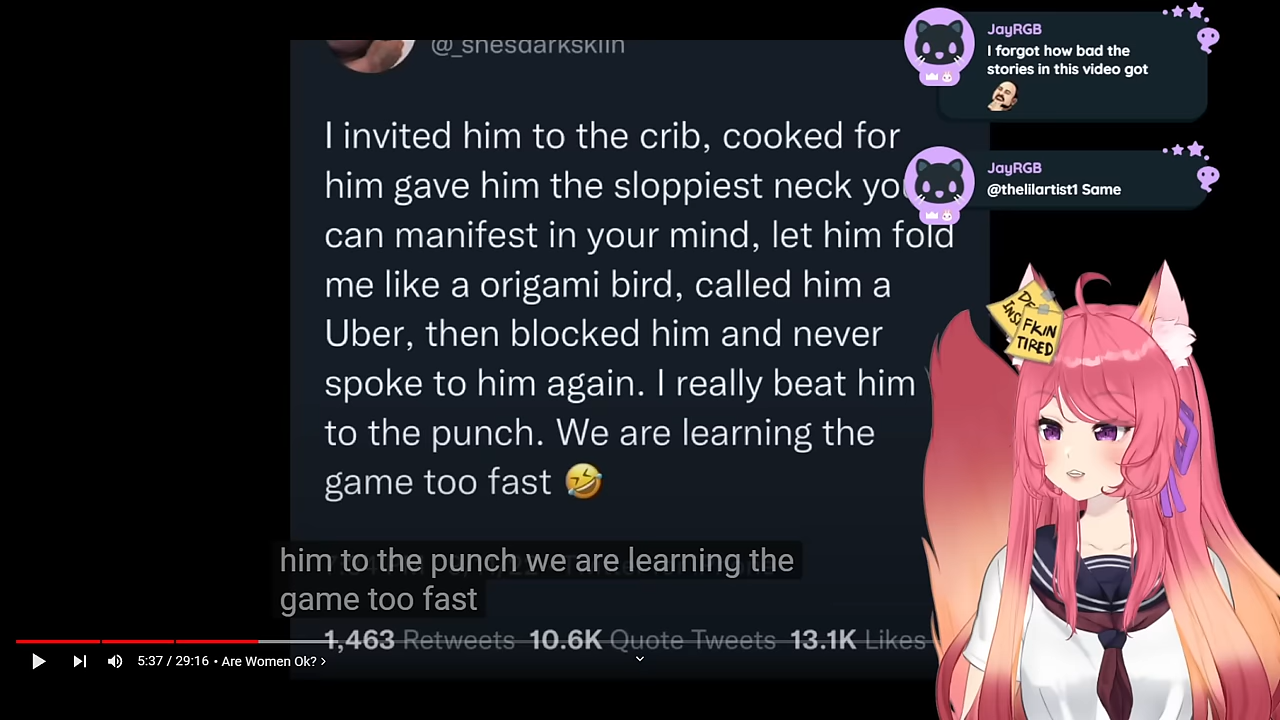 @_shesdarkskiin
I invited him to the crib, cooked for
him gave him the sloppiest neck yo
can manifest in your mind, let him fold
me like a origami bird, called him a
Uber, then blocked him and never
spoke to him again. I really beat him
to the punch. We are learning the
game too fast 🤣
him to the punch we are learning the
game too fast
1,463 Retweets 10.6K Quote Tweets 13.1K Likes
5:37 / 29:16 • Are Women Ok? ›
JayRGB
I forgot how bad the
stories in this video got
JayRGB
@thelilartist1 Same
FKIN
TIRED